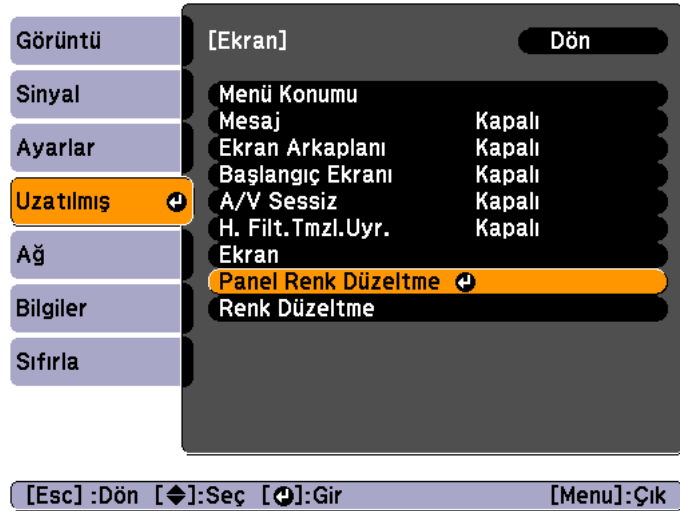 Görüntü
Sinyal
Ayarlar
Uzatılmış
Ağ
Bilgiler
Sıfırla
[Ekran] Dön
Menü Konumu
Mesaj Kapalı
Ekran Arkaplanı Kapalı
Başlangıç Ekranı Kapalı
A/V Sessiz Kapalı
H. Filt.Tmzl.Uyr. Kapalı
Ekran
Panel Renk Düzeltme
Renk Düzeltme
[Esc] :Dön [◆]:Seç [↵]:Gir [Menu]:Çık